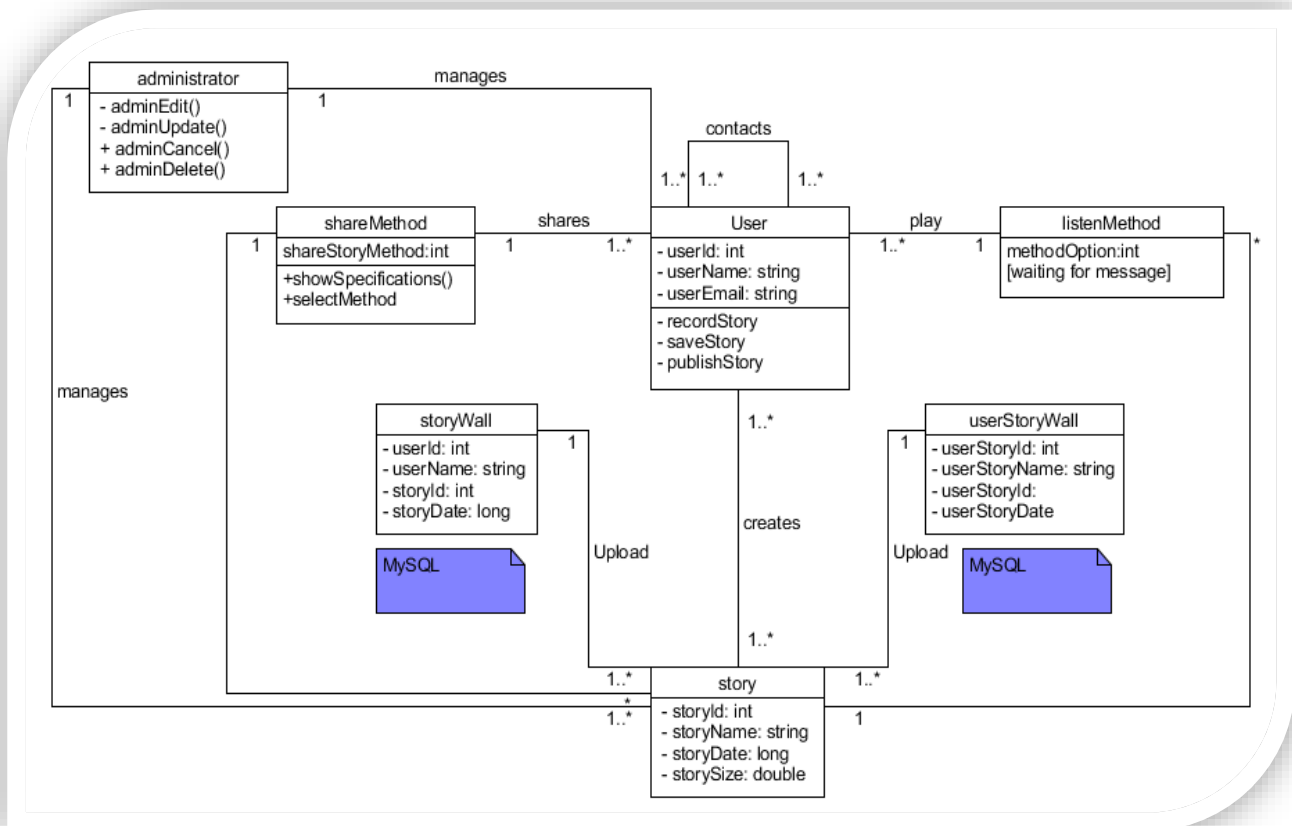 administrator
- adminEdit()
- adminUpdate()
+ adminCancel()
+ adminDelete()
1
1
manages
contacts
1..*
1..*
1..*
shareMethod
shareStoryMethod:int
+showSpecifications()
+selectMethod
1
1
shares
1..*
User
- userId: int
- userName: string
- userEmail: string
- recordStory
- saveStory
- publishStory
play
1..*
1
listenMethod
methodOption:int
[waiting for message]
*
manages
storyWall
- userId: int
- userName: string
- storyId: int
- storyDate: long
1
MySQL
Upload
1..*
creates
1..*
userStoryWall
- userStoryId: int
- userStoryName: string
- userStoryId:
- userStoryDate
1
MySQL
Upload
1..*
*
1..*
1..*
1
story
- storyId: int
- storyName: string
- storyDate: long
- storySize: double